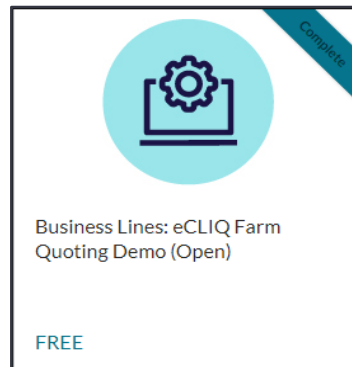 Complete
Business Lines: eCLIQ Farm
Quoting Demo (Open)
FREE